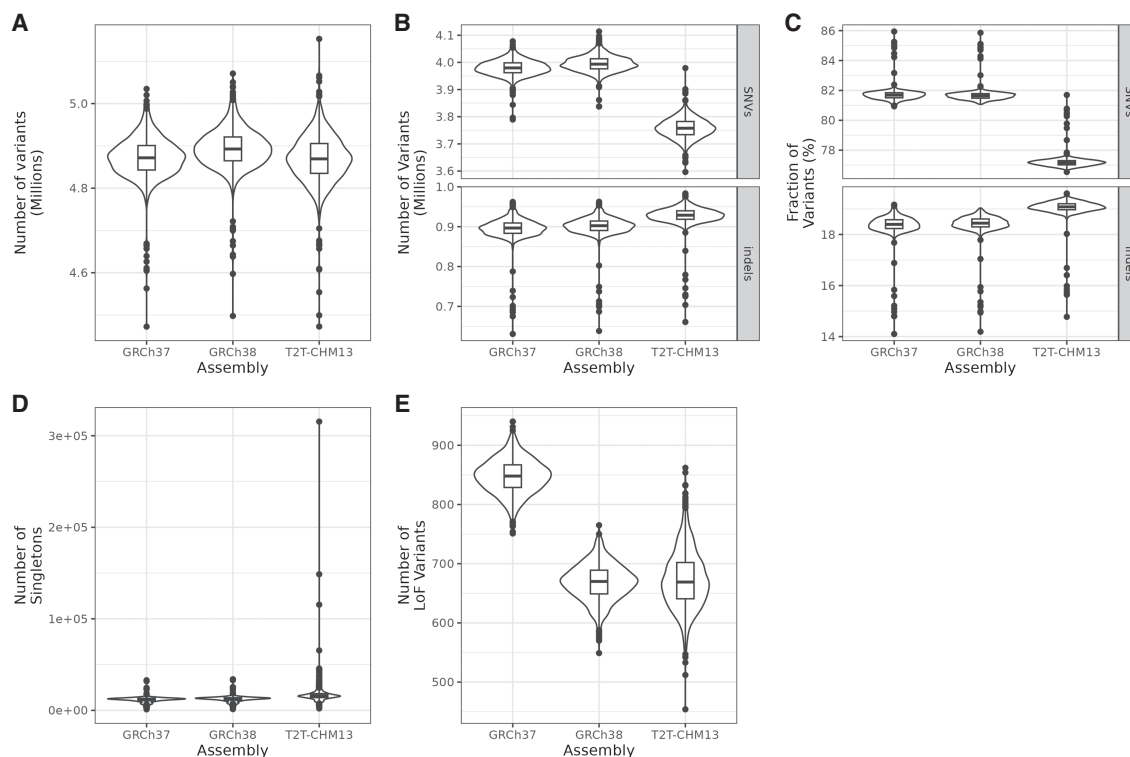 A
Number of variants
(Millions)
5.0
4.8
4.6
GRCh37
GRCh38
T2T-CHM13
Assembly
B
Number of Variants
(Millions)
4.1
4.0
3.9
3.8
3.7
3.6
SNVs
1.0
0.9
0.8
0.7
indels
GRCh37
GRCh38
T2T-CHM13
Assembly
C
Fraction of
Variants (%)
86
84
82
80
78
SNVs
18
16
14
indels
GRCh37
GRCh38
T2T-CHM13
Assembly
D
Number of
Singletons
3e+05
2e+05
1e+05
0e+00
GRCh37
GRCh38
T2T-CHM13
Assembly
E
Number of
LoF Variants
900
800
700
600
500
GRCh37
GRCh38
T2T-CHM13
Assembly